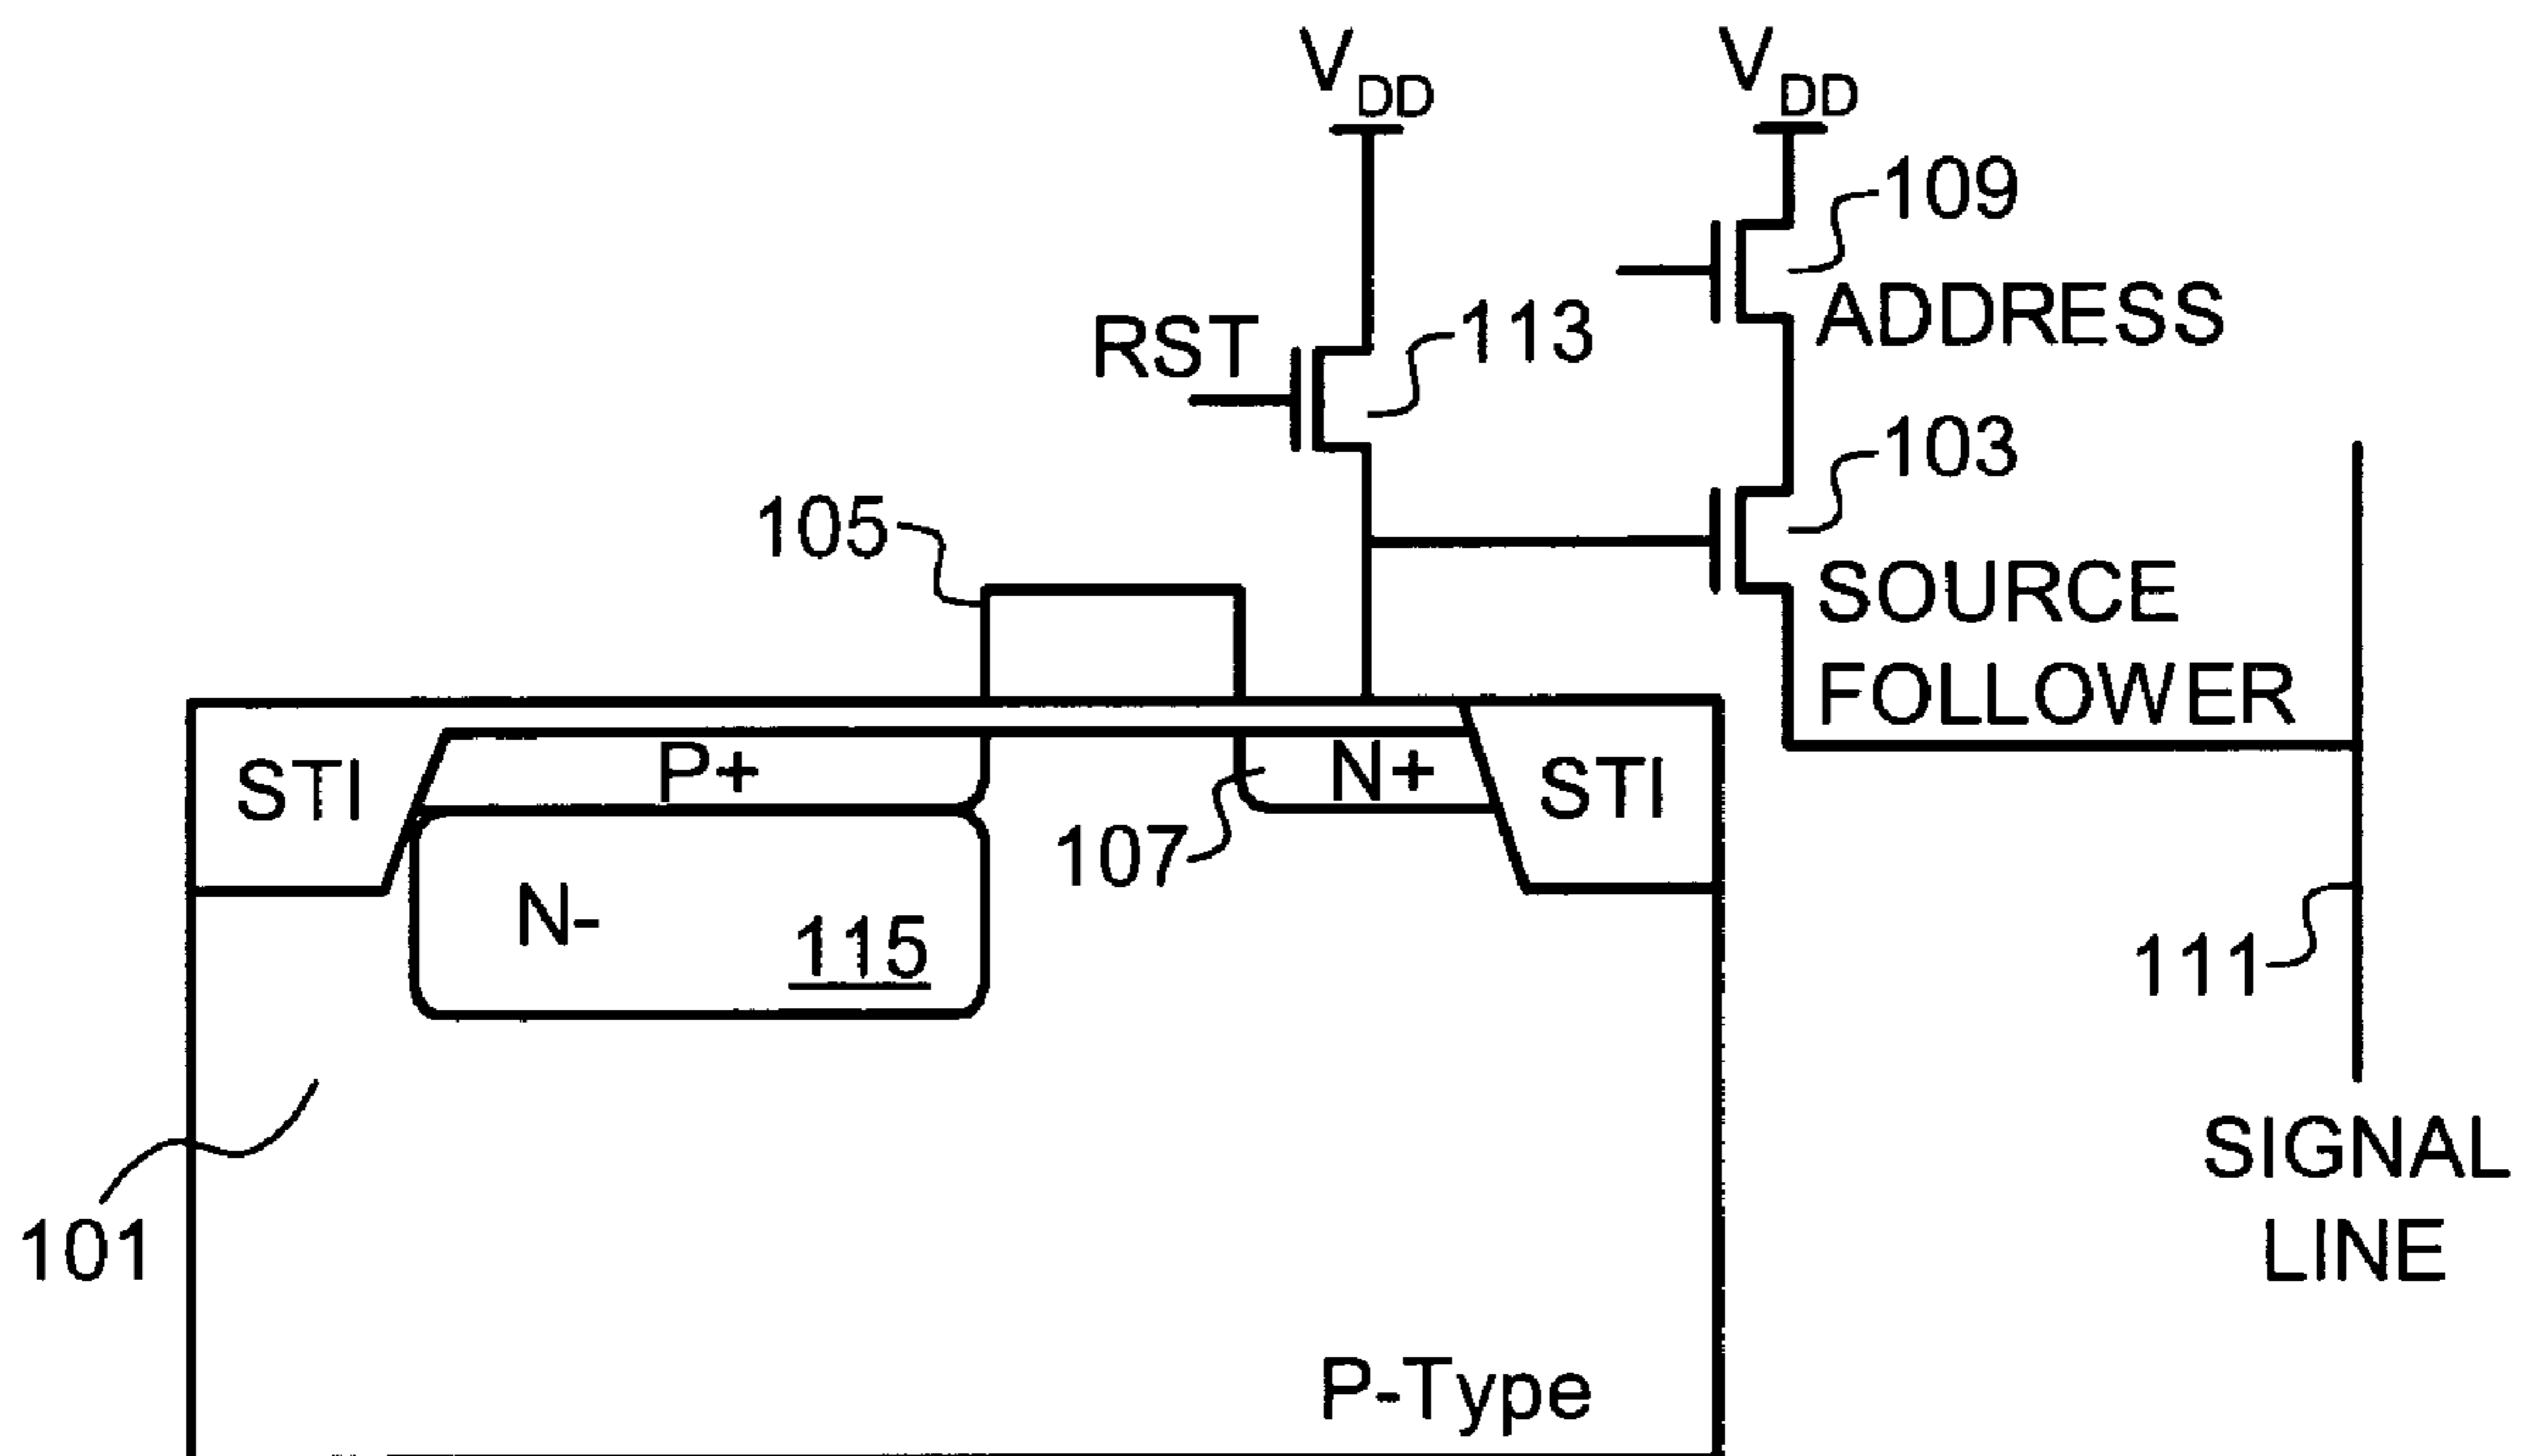 VDD
VDD
109
ADDRESS
RST
113
103
105
SOURCE
FOLLOWER
STI
P+
N+
STI
107
N-
115
111
101
SIGNAL
LINE
P-Type